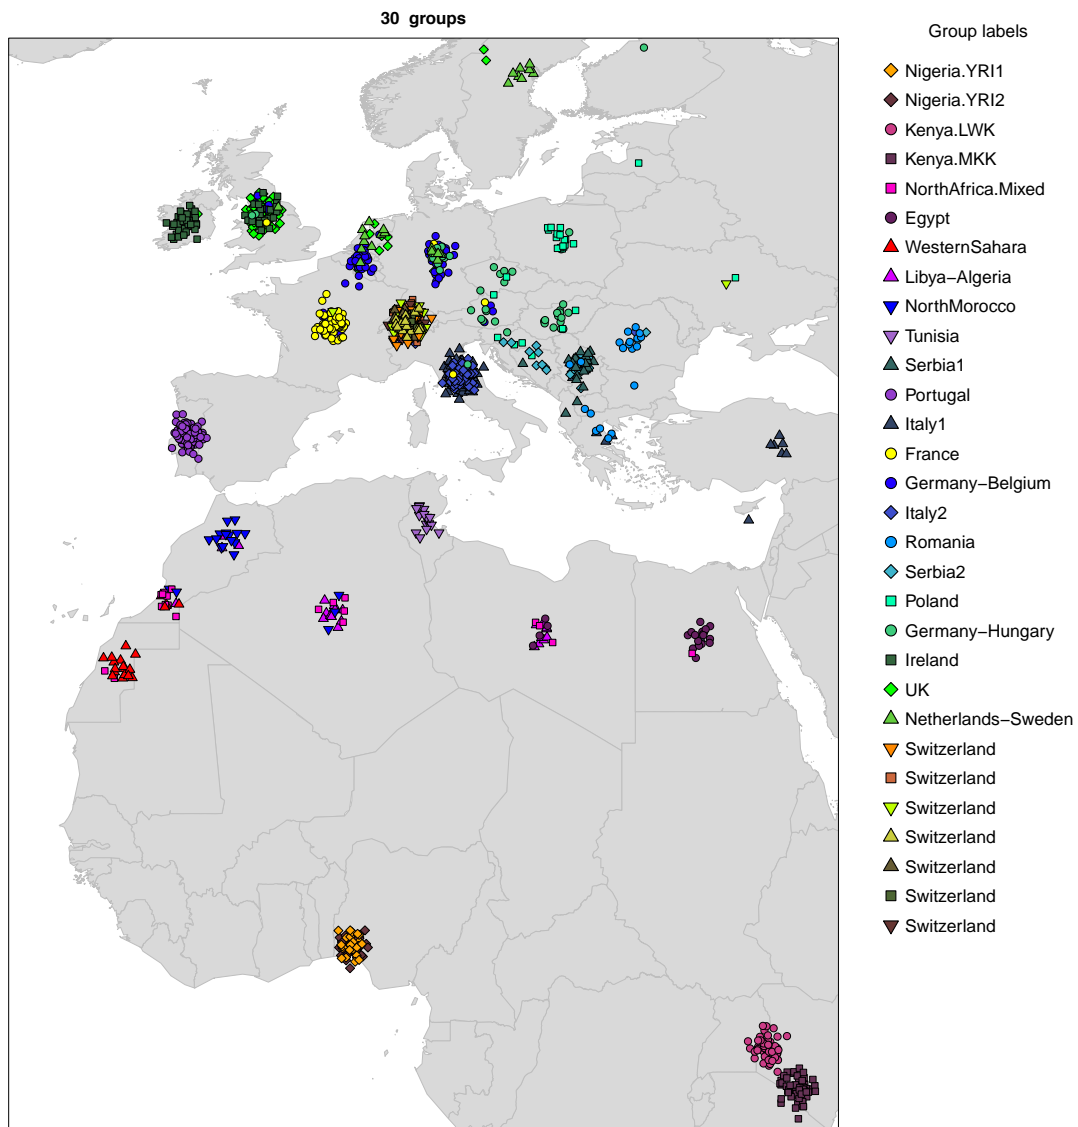 30 groups
Group labels
Nigeria.YRI1
Nigeria.YRI2
Kenya.LWK
Kenya.MKK
NorthAfrica.Mixed
Egypt
WesternSahara
Libya−Algeria
NorthMorocco
Tunisia
Serbia1
Portugal
Italy1
France
Germany−Belgium
Italy2
Romania
Serbia2
Poland
Germany−Hungary
Ireland
UK
Netherlands−Sweden
Switzerland
Switzerland
Switzerland
Switzerland
Switzerland
Switzerland
Switzerland